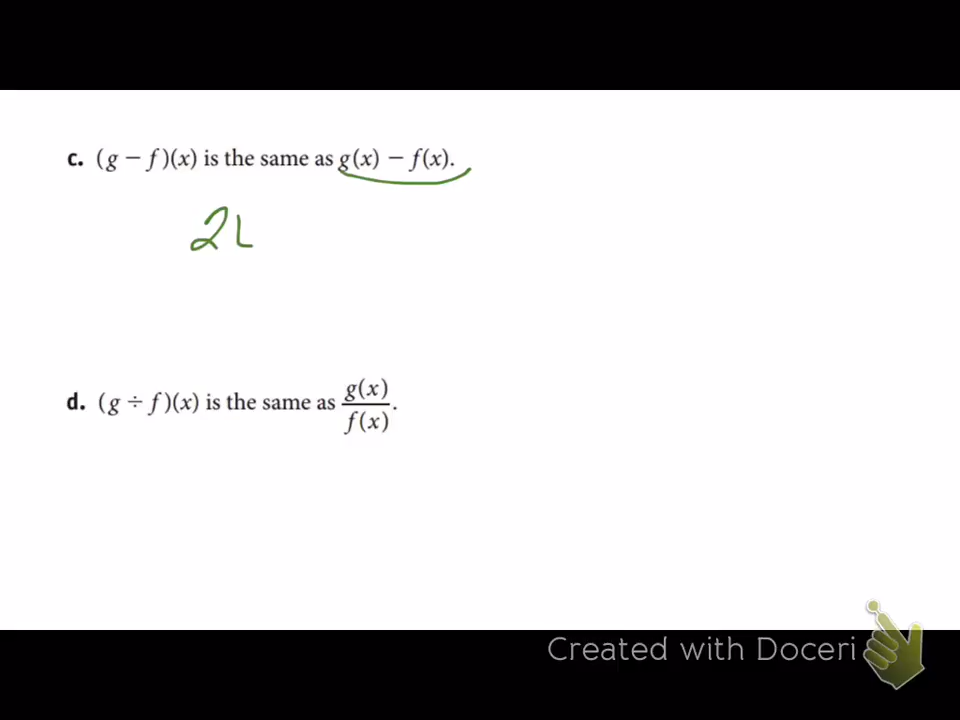 c. (g − f)(x) is the same as g(x) − f(x).
2L
d. (g ÷ f)(x) is the same as g(x)/f(x).
Created with Doceri